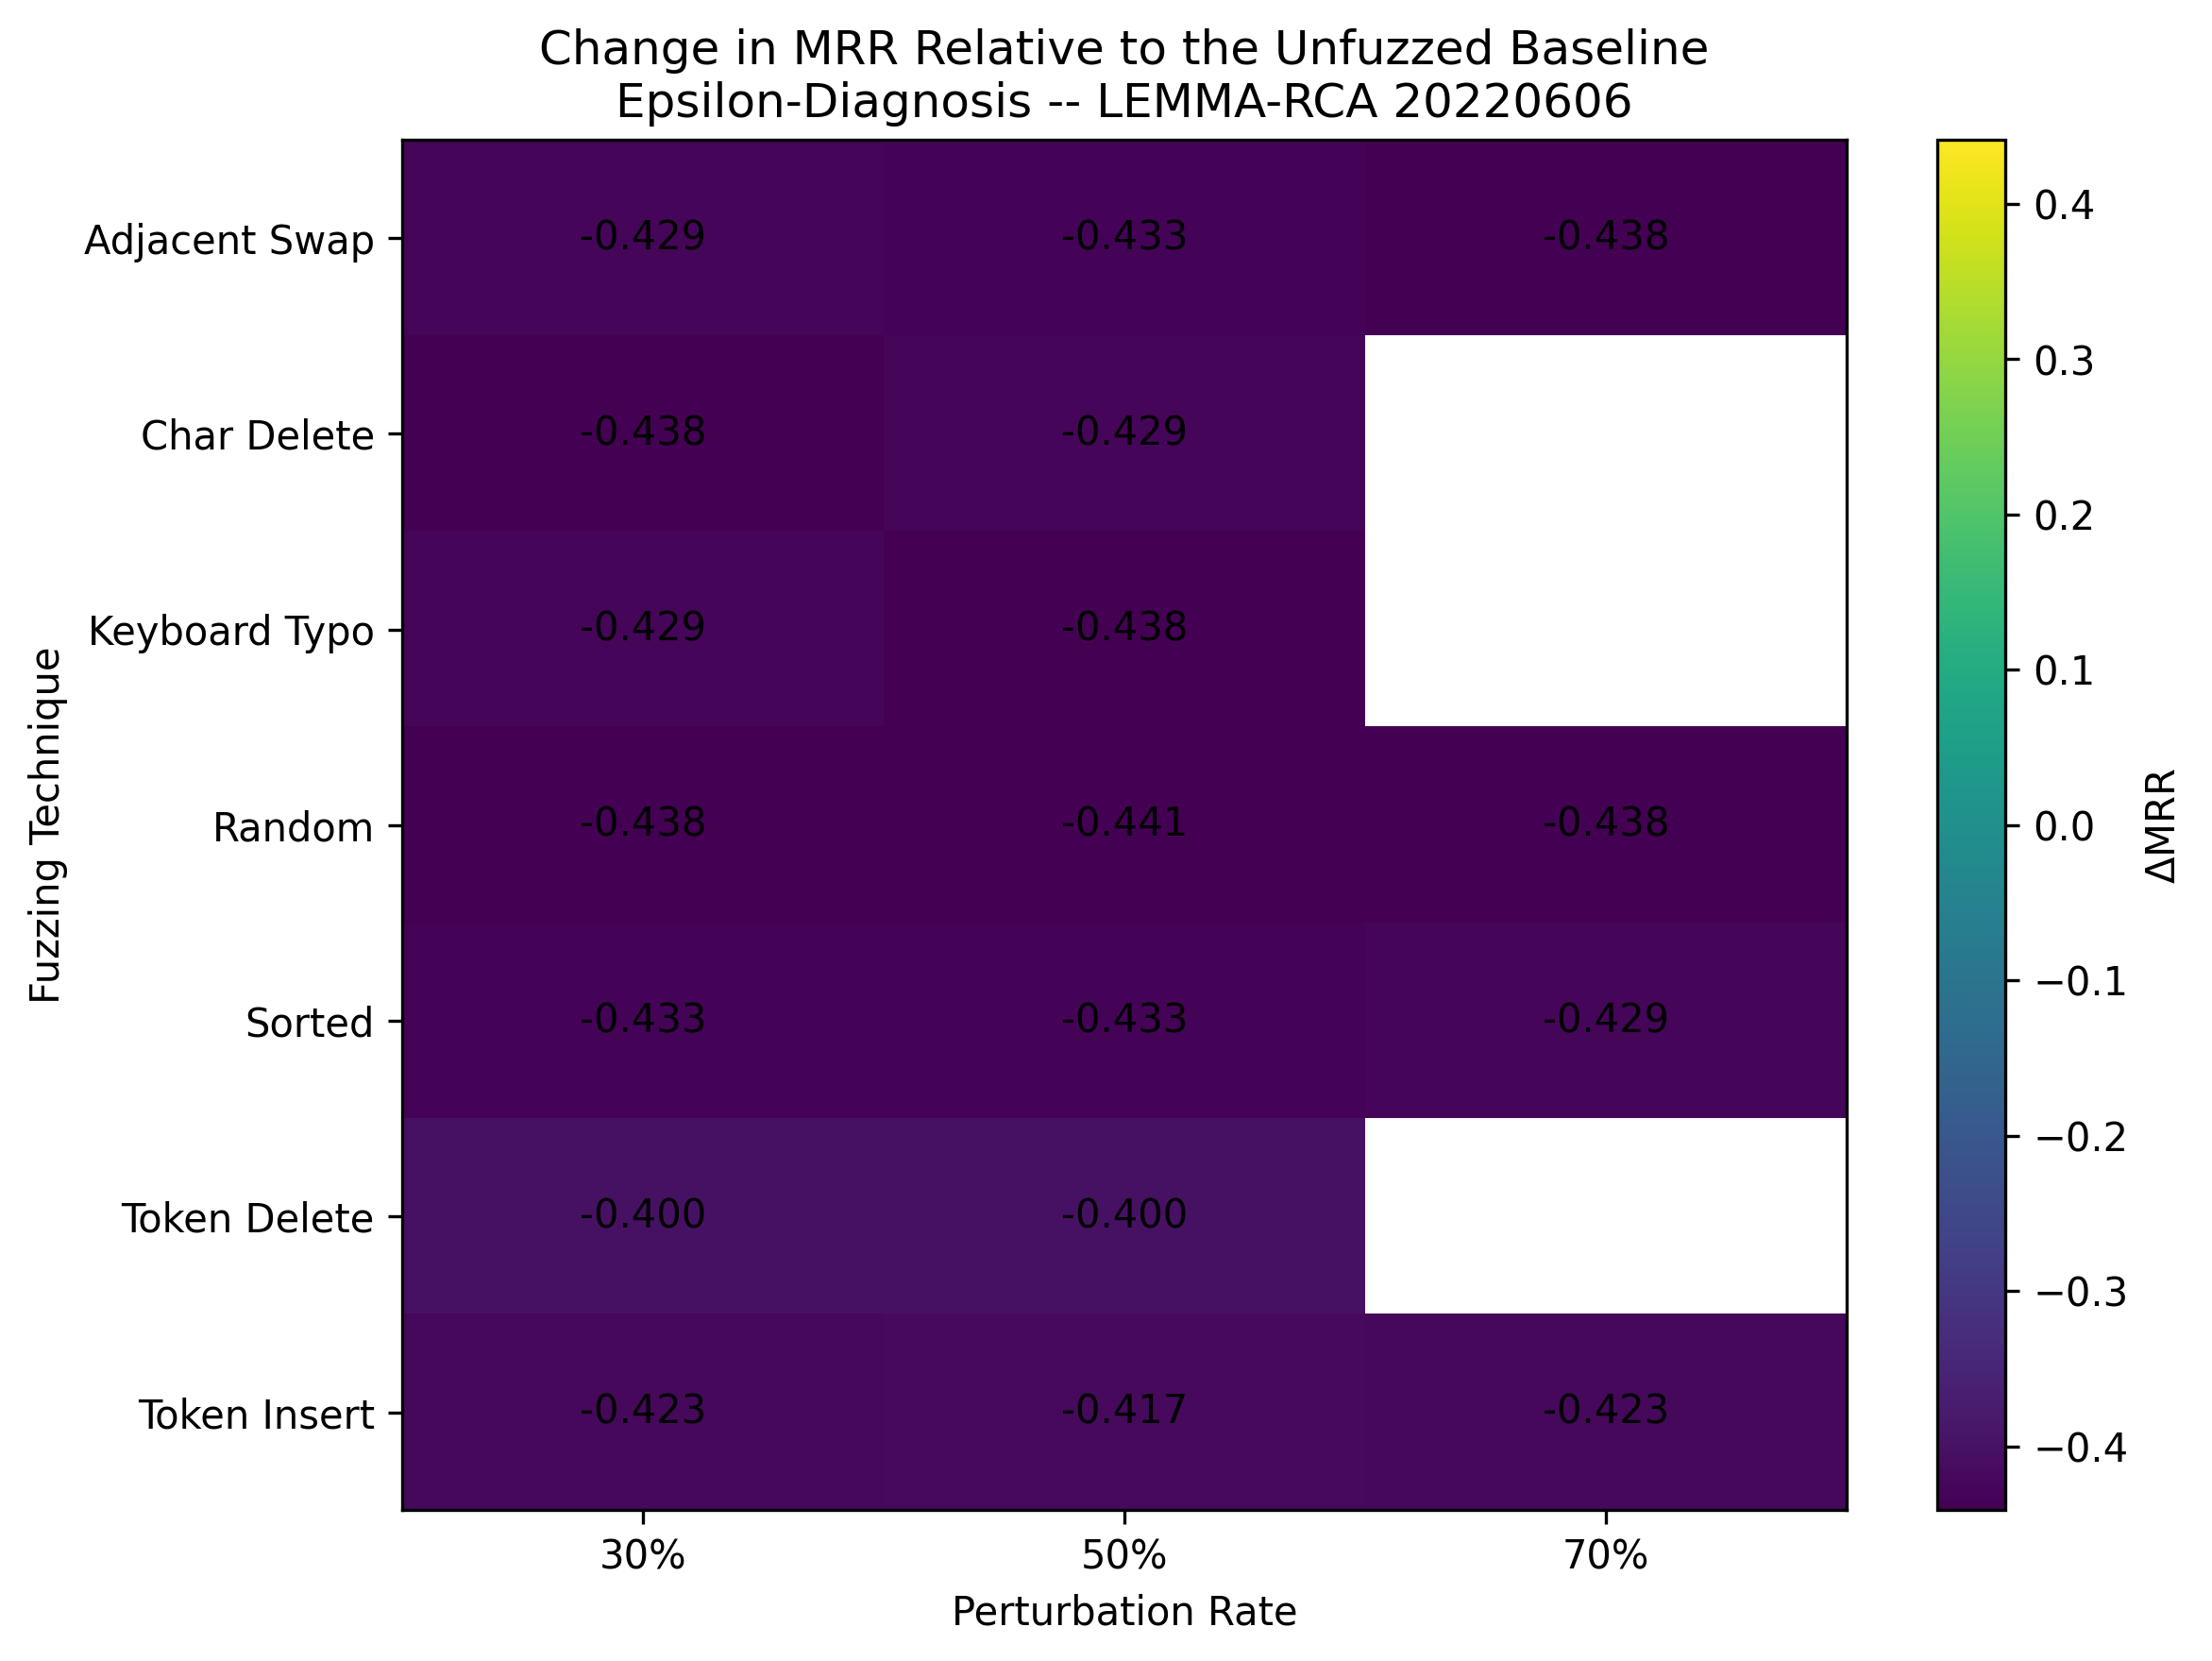 Change in MRR Relative to the Unfuzzed Baseline
Epsilon-Diagnosis -- LEMMA-RCA 20220606
Fuzzing Technique
Adjacent Swap -0.429 -0.433 -0.438
Char Delete -0.438 -0.429
Keyboard Typo -0.429 -0.438
Random -0.438 -0.441 -0.438
Sorted -0.433 -0.433 -0.429
Token Delete -0.400 -0.400
Token Insert -0.423 -0.417 -0.423
30% 50% 70%
Perturbation Rate
0.4
0.3
0.2
0.1
0.0
−0.1
−0.2
−0.3
−0.4
ΔMRR